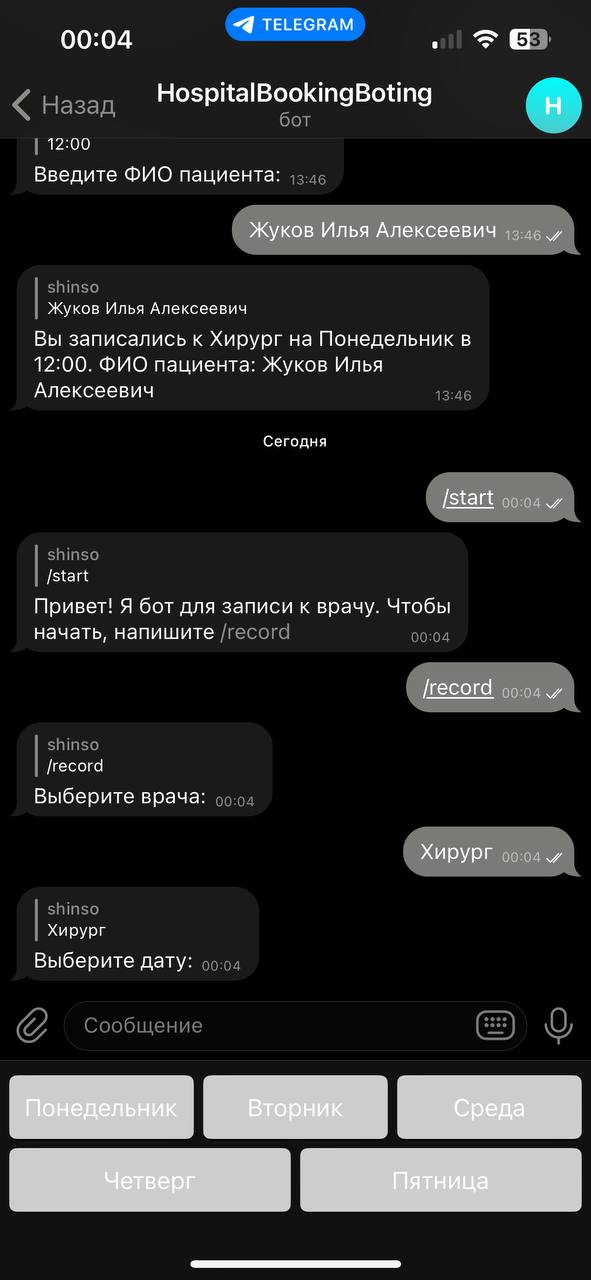 00:04
TELEGRAM
53
Назад
HospitalBookingBoting
бот
H
12:00
Введите ФИО пациента: 13:46
Жуков Илья Алексеевич 13:46
shinso
Жуков Илья Алексеевич
Вы записались к Хирург на Понедельник в
12:00. ФИО пациента: Жуков Илья
Алексеевич 13:46
Сегодня
/start 00:04
shinso
/start
Привет! Я бот для записи к врачу. Чтобы
начать, напишите /record 00:04
/record 00:04
shinso
/record
Выберите врача: 00:04
Хирург 00:04
shinso
Хирург
Выберите дату: 00:04
Сообщение
Понедельник Вторник Среда
Четверг Пятница